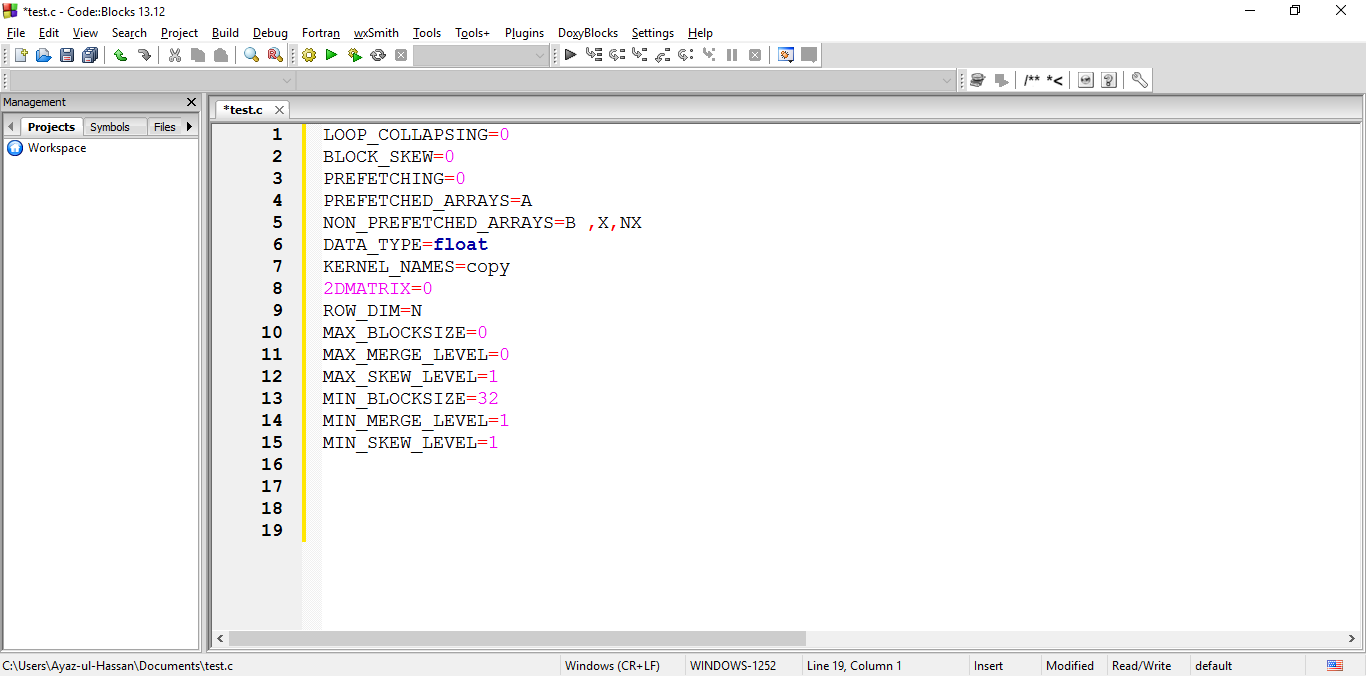 *test.c - Code::Blocks 13.12
File Edit View Search Project Build Debug Fortran wxSmith Tools Tools+ Plugins DoxyBlocks Settings Help
/** *<
Management
*test.c
Projects Symbols Files
Workspace
1 LOOP_COLLAPSING=0
2 BLOCK_SKEW=0
3 PREFETCHING=0
4 PREFETCHED_ARRAYS=A
5 NON_PREFETCHED_ARRAYS=B ,X,NX
6 DATA_TYPE=float
7 KERNEL_NAMES=copy
8 2DMATRIX=0
9 ROW_DIM=N
10 MAX_BLOCKSIZE=0
11 MAX_MERGE_LEVEL=0
12 MAX_SKEW_LEVEL=1
13 MIN_BLOCKSIZE=32
14 MIN_MERGE_LEVEL=1
15 MIN_SKEW_LEVEL=1
16
17
18
19
C:\Users\Ayaz-ul-Hassan\Documents\test.c Windows (CR+LF) WINDOWS-1252 Line 19, Column 1 Insert Modified Read/Write default